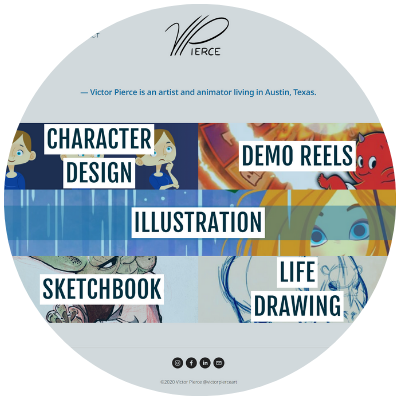 VPIERCE
— Victor Pierce is an artist and animator living in Austin, Texas.
CHARACTER
DESIGN
DEMO REELS
ILLUSTRATION
SKETCHBOOK
LIFE
DRAWING
©2020 Victor Pierce